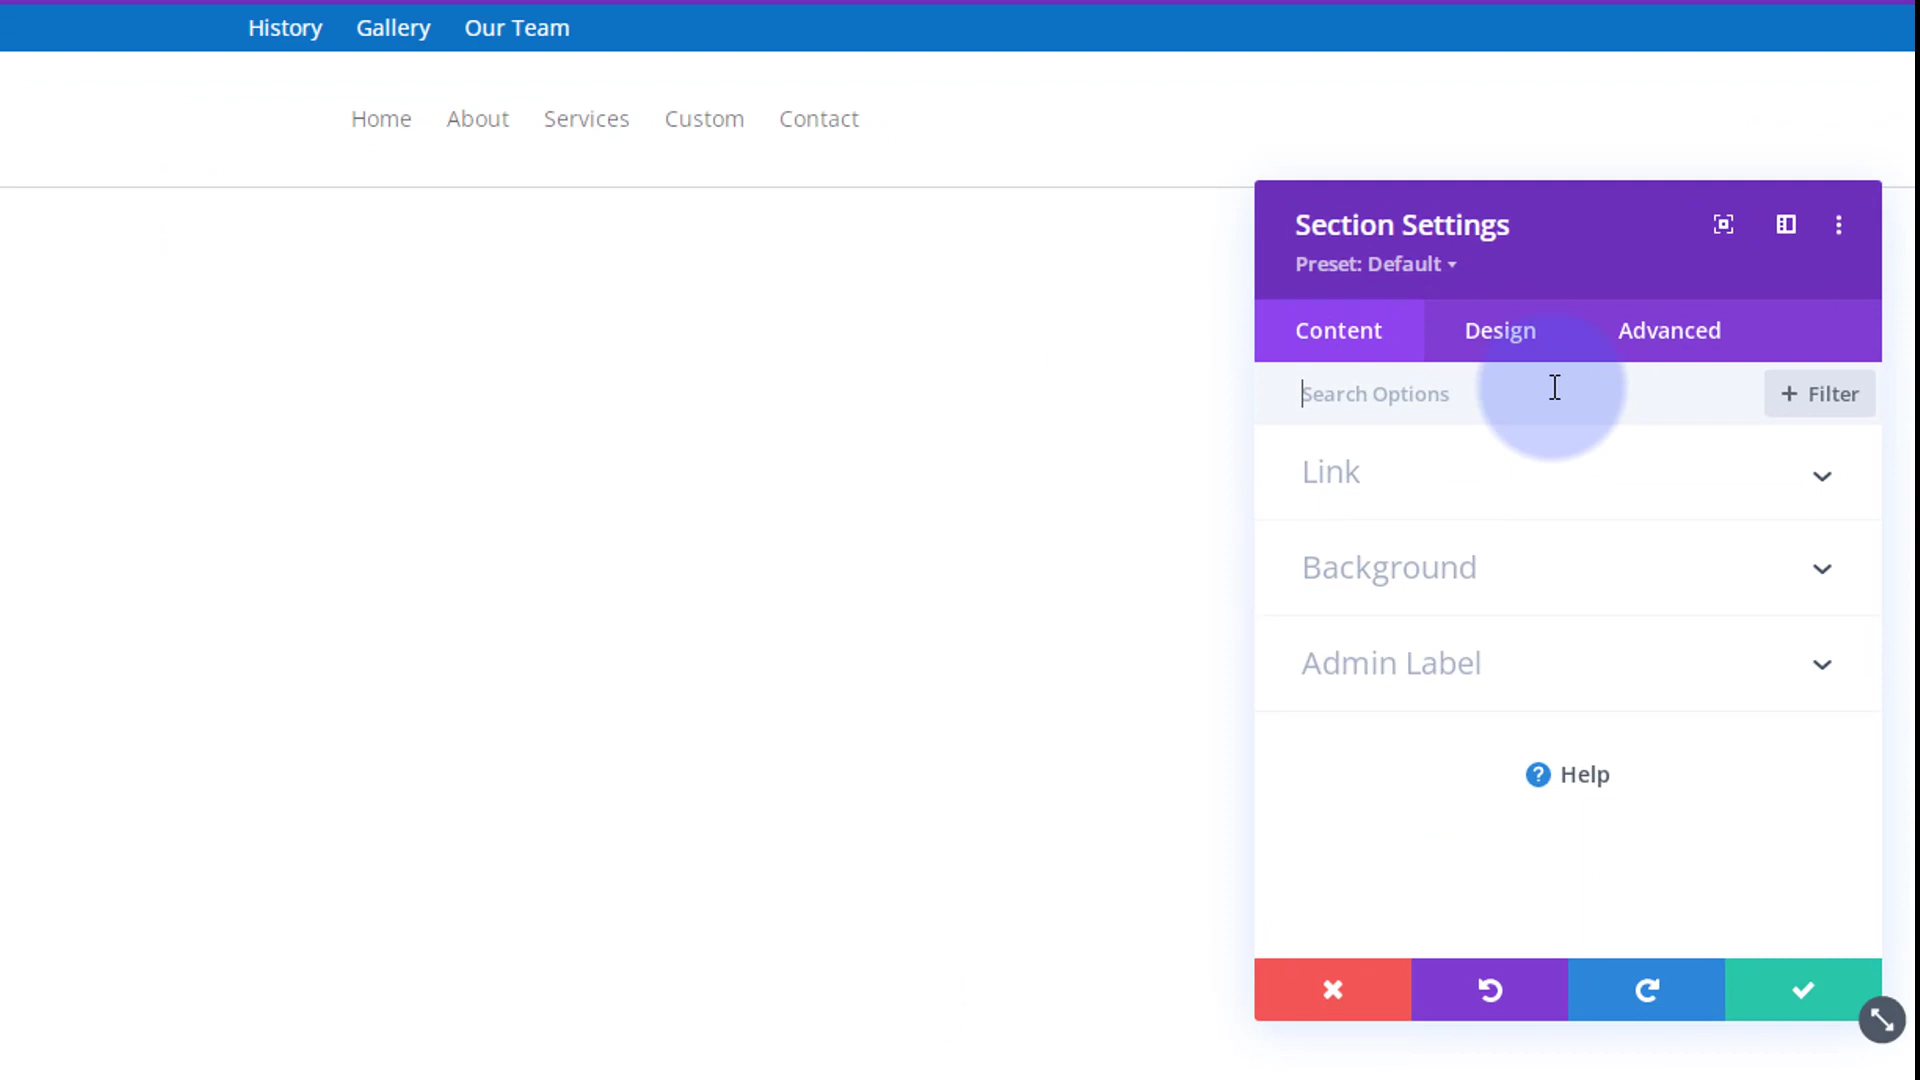 History Gallery Our Team
Home About Services Custom Contact
Section Settings
Preset: Default
Content Design Advanced
Search Options + Filter
Link
Background
Admin Label
? Help